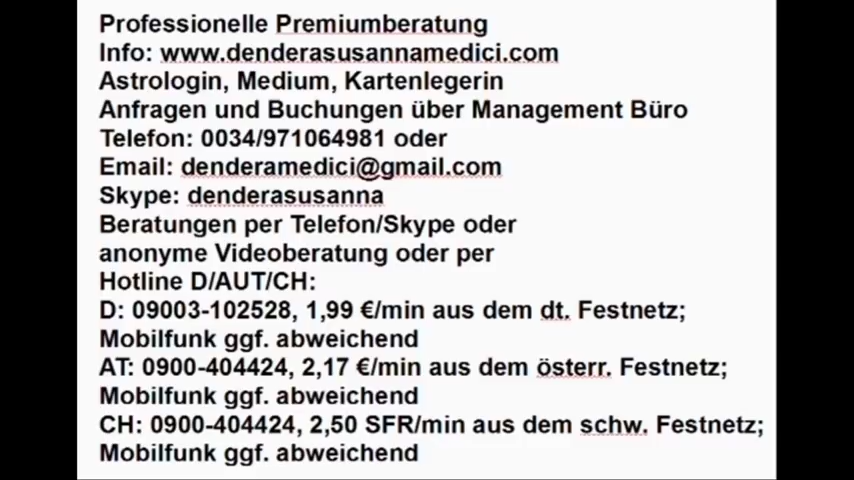 Professionelle Premiumberatung
Info: www.denderasusannamedici.com
Astrologin, Medium, Kartenlegerin
Anfragen und Buchungen über Management Büro
Telefon: 0034/971064981 oder
Email: denderamedici@gmail.com
Skype: denderasusanna
Beratungen per Telefon/Skype oder
anonyme Videoberatung oder per
Hotline D/AUT/CH:
D: 09003-102528, 1,99 €/min aus dem dt. Festnetz;
Mobilfunk ggf. abweichend
AT: 0900-404424, 2,17 €/min aus dem österr. Festnetz;
Mobilfunk ggf. abweichend
CH: 0900-404424, 2,50 SFR/min aus dem schw. Festnetz;
Mobilfunk ggf. abweichend